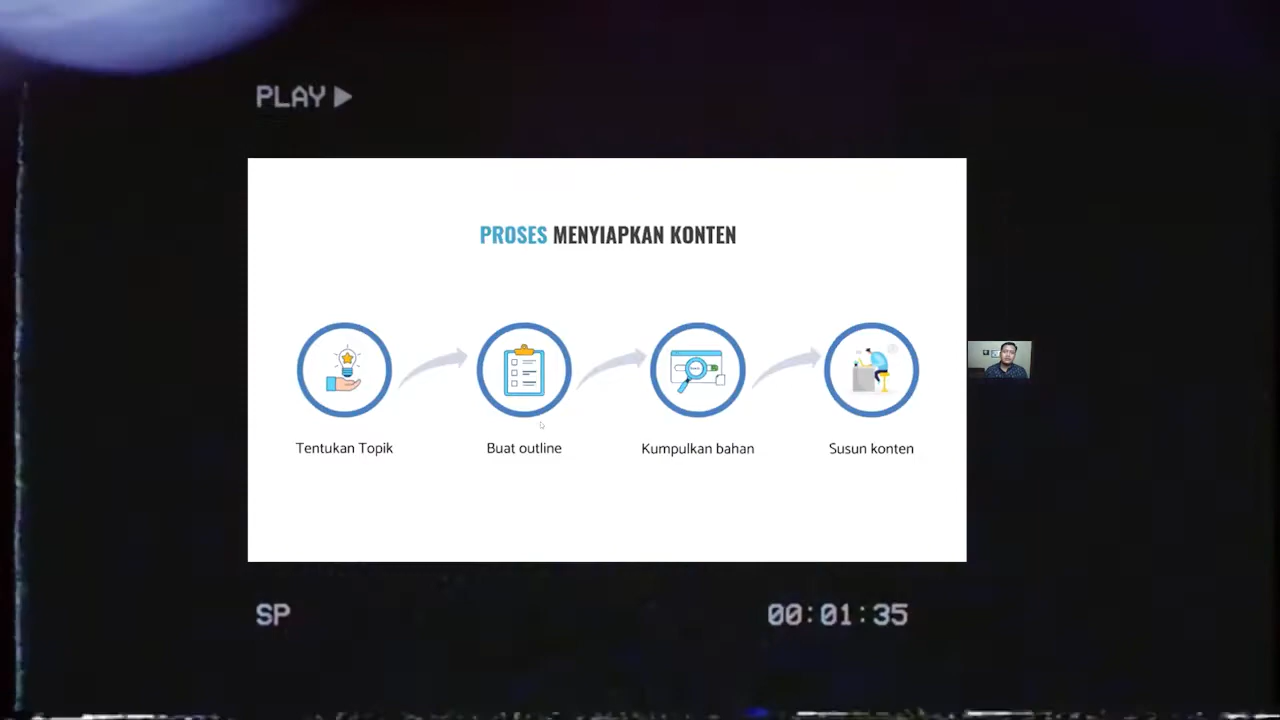 PLAY
PROSES MENYIAPKAN KONTEN
Tentukan Topik
Buat outline
Kumpulkan bahan
Susun konten
SP
00:01:35